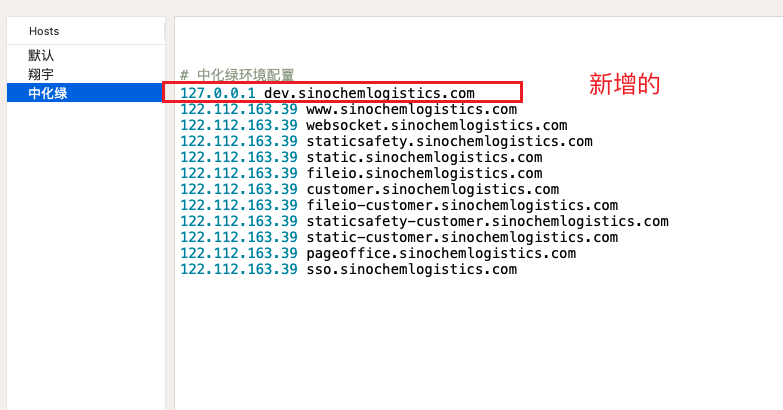 Hosts
默认
翔宇
中化绿
# 中化绿环境配置
127.0.0.1 dev.sinochemlogistics.com
新增的
122.112.163.39 www.sinochemlogistics.com
122.112.163.39 websocket.sinochemlogistics.com
122.112.163.39 staticsafety.sinochemlogistics.com
122.112.163.39 static.sinochemlogistics.com
122.112.163.39 fileio.sinochemlogistics.com
122.112.163.39 customer.sinochemlogistics.com
122.112.163.39 fileio-customer.sinochemlogistics.com
122.112.163.39 staticsafety-customer.sinochemlogistics.com
122.112.163.39 static-customer.sinochemlogistics.com
122.112.163.39 pageoffice.sinochemlogistics.com
122.112.163.39 sso.sinochemlogistics.com